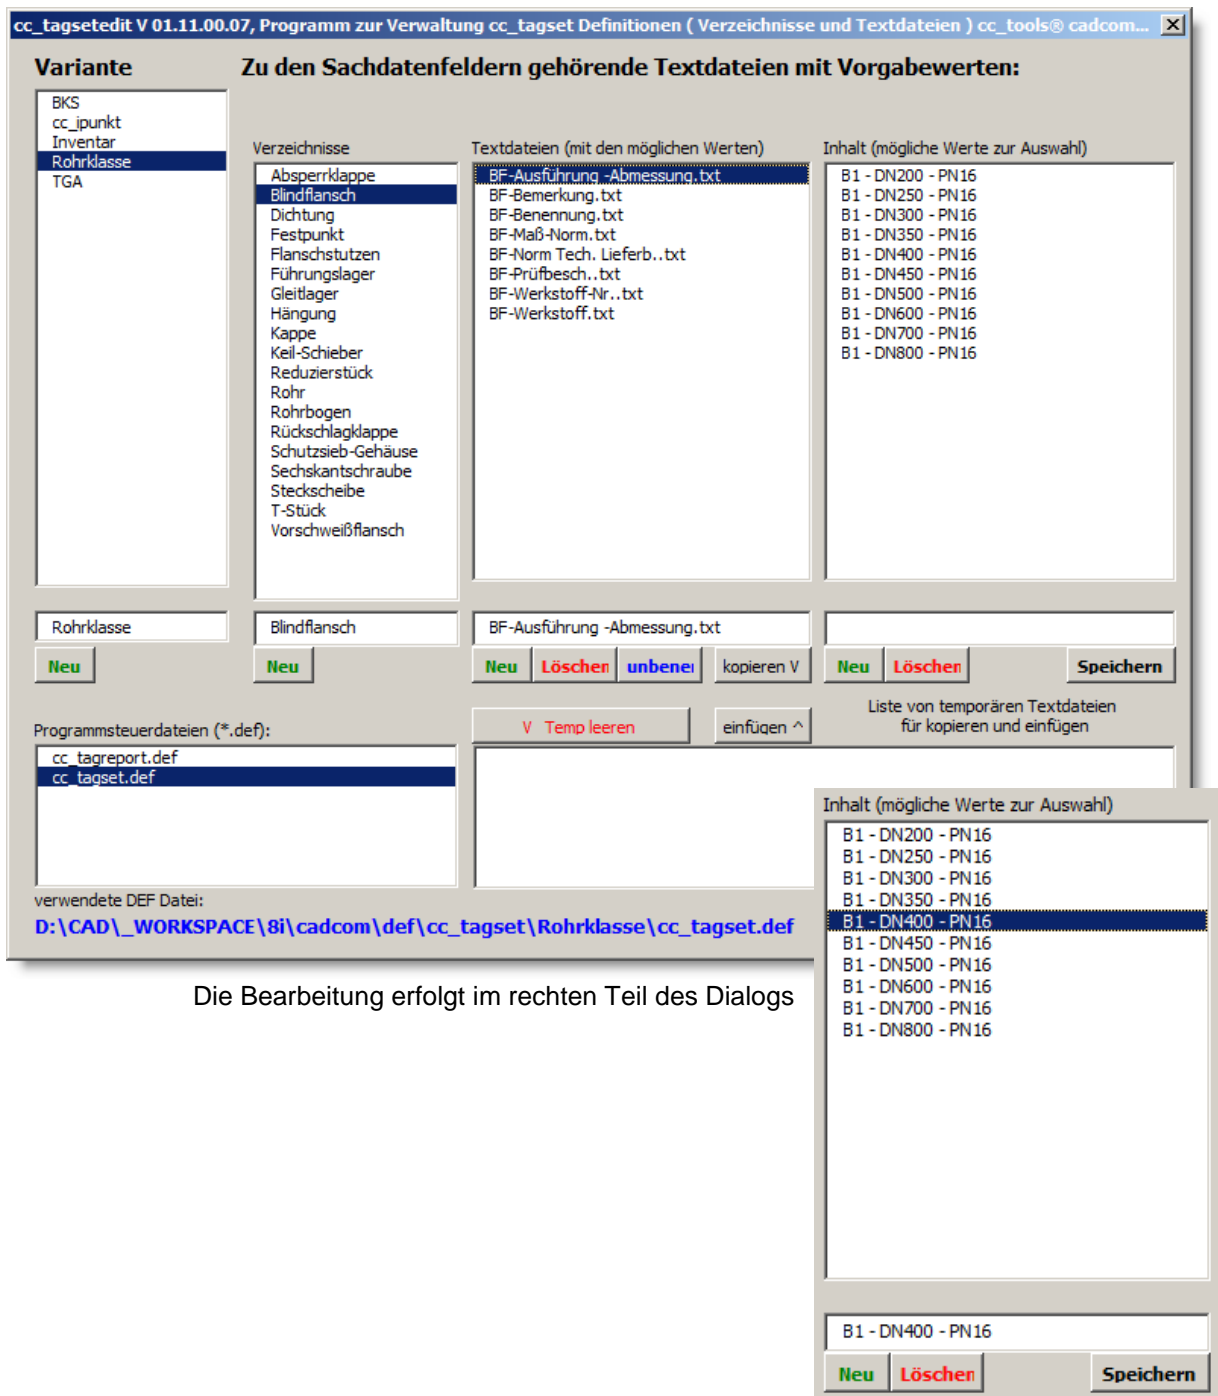 cc_tagsetedit V 01.11.00.07, Programm zur Verwaltung cc_tagset Definitionen ( Verzeichnisse und Textdateien ) cc_tools® cadcom...
Variante
Zu den Sachdatenfeldern gehörende Textdateien mit Vorgabewerten:
BKS
cc_ipunkt
Inventar
Rohrklasse
TGA
Verzeichnisse
Absperrklappe
Blindflansch
Dichtung
Festpunkt
Flanschstutzen
Führungslager
Gleitlager
Hängung
Kappe
Keil-Schieber
Reduzierstück
Rohr
Rohrbogen
Rückschlagklappe
Schutzsieb-Gehäuse
Sechskantschraube
Steckscheibe
T-Stück
Vorschweißflansch
Textdateien (mit den möglichen Werten)
BF-Ausführung -Abmessung.txt
BF-Bemerkung.txt
BF-Benennung.txt
BF-Maß-Norm.txt
BF-Norm Tech. Lieferb..txt
BF-Prüfbesch..txt
BF-Werkstoff-Nr..txt
BF-Werkstoff.txt
Inhalt (mögliche Werte zur Auswahl)
B1 - DN200 - PN16
B1 - DN250 - PN16
B1 - DN300 - PN16
B1 - DN350 - PN16
B1 - DN400 - PN16
B1 - DN450 - PN16
B1 - DN500 - PN16
B1 - DN600 - PN16
B1 - DN700 - PN16
B1 - DN800 - PN16
Rohrklasse
Blindflansch
BF-Ausführung -Abmessung.txt
Neu
Neu
Neu Löschen unbenei kopieren V
Neu Löschen Speichern
V Temp leeren einfügen ^
Liste von temporären Textdateien
für kopieren und einfügen
Programmsteuerdateien (*.def):
cc_tagreport.def
cc_tagset.def
verwendete DEF Datei:
D:\CAD\_WORKSPACE\8i\cadcom\def\cc_tagset\Rohrklasse\cc_tagset.def
Die Bearbeitung erfolgt im rechten Teil des Dialogs
Inhalt (mögliche Werte zur Auswahl)
B1 - DN200 - PN16
B1 - DN250 - PN16
B1 - DN300 - PN16
B1 - DN350 - PN16
B1 - DN400 - PN16
B1 - DN450 - PN16
B1 - DN500 - PN16
B1 - DN600 - PN16
B1 - DN700 - PN16
B1 - DN800 - PN16
B1 - DN400 - PN16
Neu Löschen Speichern